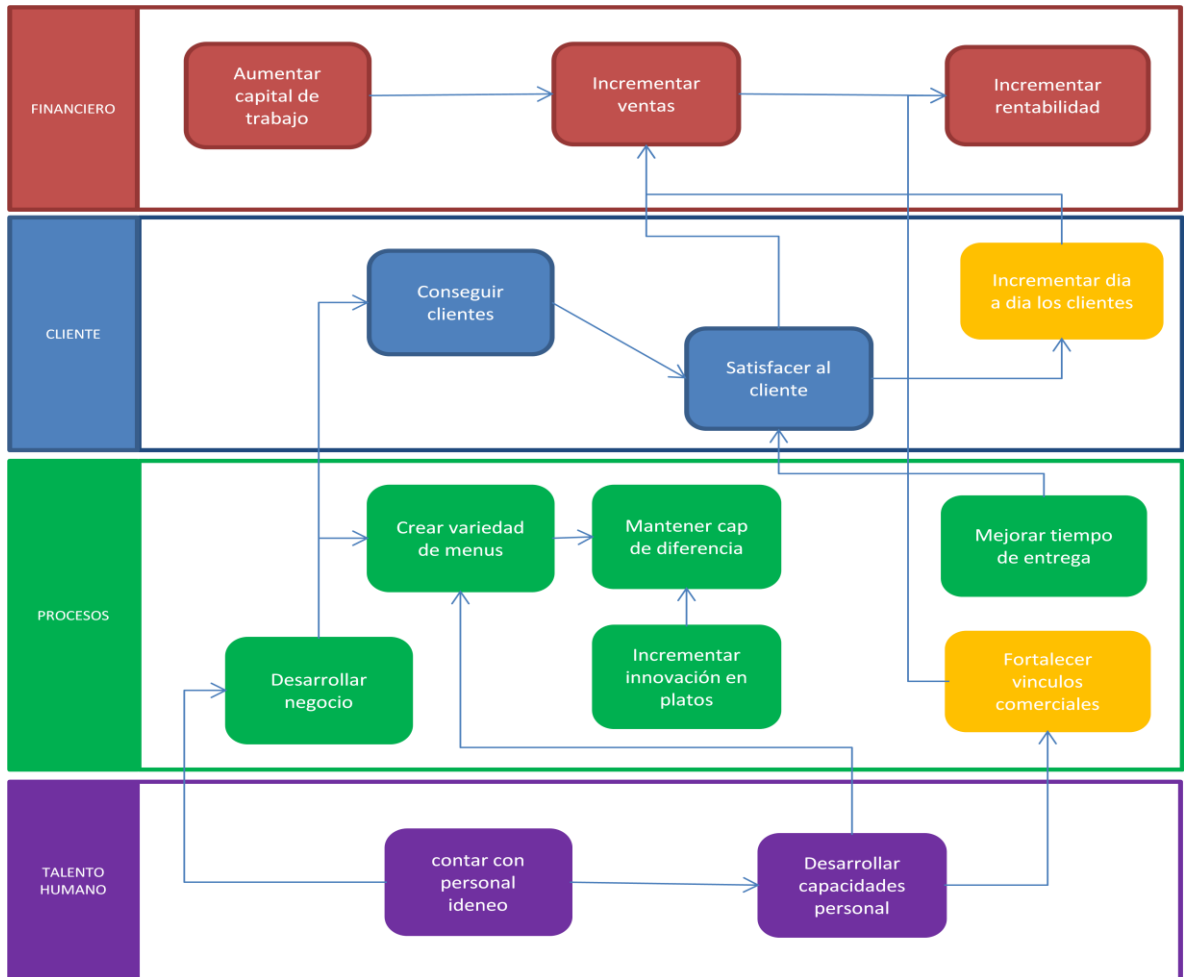 FINANCIERO
Aumentar
capital de
trabajo
Incrementar
ventas
Incrementar
rentabilidad
CLIENTE
Conseguir
clientes
Satisfacer al
cliente
Incrementar dia
a dia los clientes
PROCESOS
Crear variedad
de menus
Mantener cap
de diferencia
Mejorar tiempo
de entrega
Desarrollar
negocio
Incrementar
innovación en
platos
Fortalecer
vinculos
comerciales
TALENTO
HUMANO
contar con
personal
ideneo
Desarrollar
capacidades
personal